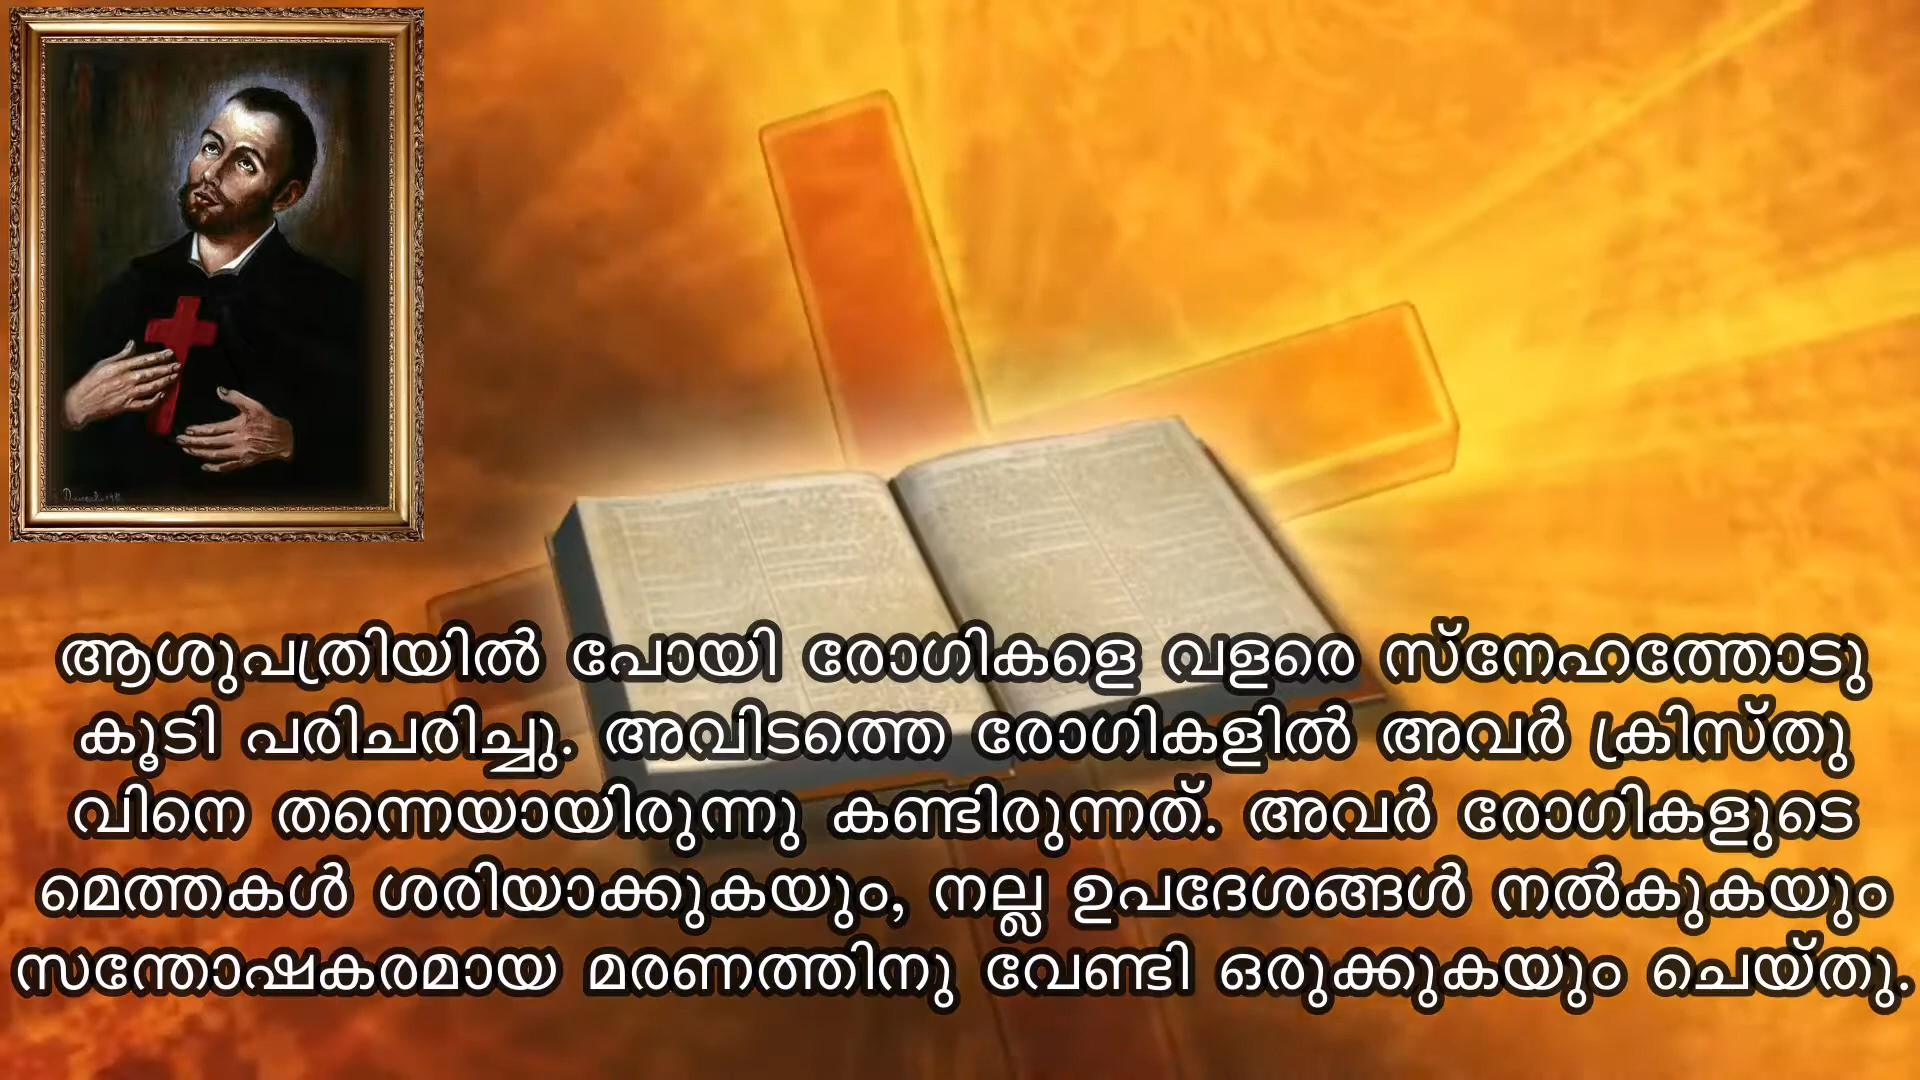 ആശുപത്രിയിൽ പോയി രോഗികളെ വളരെ സ്നേഹത്തോടു
കൂടി പരിചരിച്ചു. അവിടത്തെ രോഗികളിൽ അവർ ക്രിസ്തു
വിനെ തന്നെയായിരുന്നു കണ്ടിരുന്നത്. അവർ രോഗികളുടെ
മെത്തകൾ ശരിയാക്കുകയും, നല്ല ഉപദേശങ്ങൾ നൽകുകയും
സന്തോഷകരമായ മരണത്തിനു വേണ്ടി ഒരുക്കുകയും ചെയ്തു.